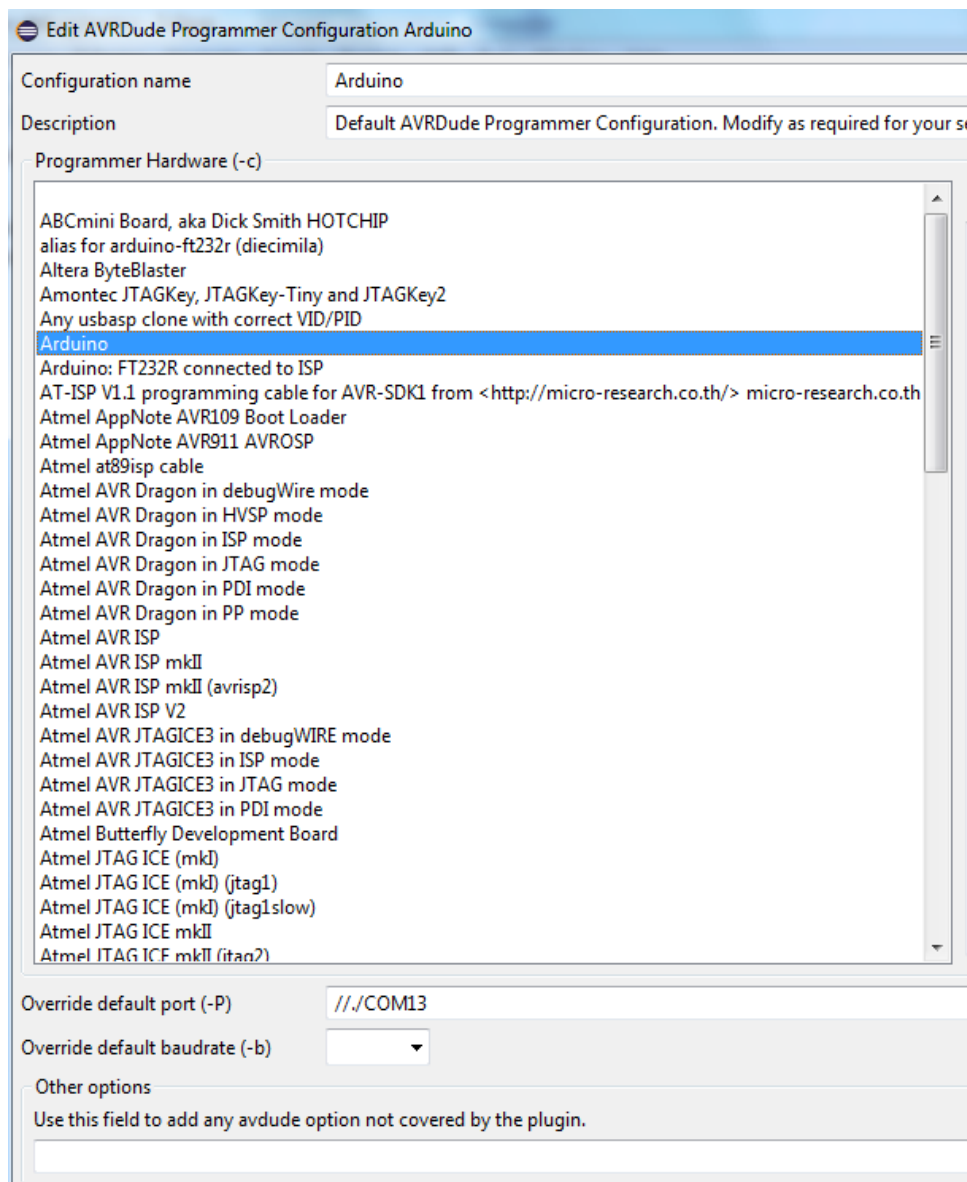 Edit AVRDude Programmer Configuration Arduino
Configuration name Arduino
Description Default AVRDude Programmer Configuration. Modify as required for your
Programmer Hardware (-c)
ABCmini Board, aka Dick Smith HOTCHIP
alias for arduino-ft232r (diecimila)
Altera ByteBlaster
Amontec JTAGKey, JTAGKey-Tiny and JTAGKey2
Any usbasp clone with correct VID/PID
Arduino
Arduino: FT232R connected to ISP
AT-ISP V1.1 programming cable for AVR-SDK1 from <http://micro-research.co.th/> micro-research.co.th
Atmel AppNote AVR109 Boot Loader
Atmel AppNote AVR911 AVROSP
Atmel at89isp cable
Atmel AVR Dragon in debugWire mode
Atmel AVR Dragon in HVSP mode
Atmel AVR Dragon in ISP mode
Atmel AVR Dragon in JTAG mode
Atmel AVR Dragon in PDI mode
Atmel AVR Dragon in PP mode
Atmel AVR ISP
Atmel AVR ISP mkII
Atmel AVR ISP mkII (avrisp2)
Atmel AVR ISP V2
Atmel AVR JTAGICE3 in debugWIRE mode
Atmel AVR JTAGICE3 in ISP mode
Atmel AVR JTAGICE3 in JTAG mode
Atmel AVR JTAGICE3 in PDI mode
Atmel Butterfly Development Board
Atmel JTAG ICE (mkI)
Atmel JTAG ICE (mkI) (jtag1)
Atmel JTAG ICE (mkI) (jtag1slow)
Atmel JTAG ICE mkII
Atmel JTAG ICE mkII (jtag2)
Override default port (-P) //./COM13
Override default baudrate (-b)
Other options
Use this field to add any avdude option not covered by the plugin.